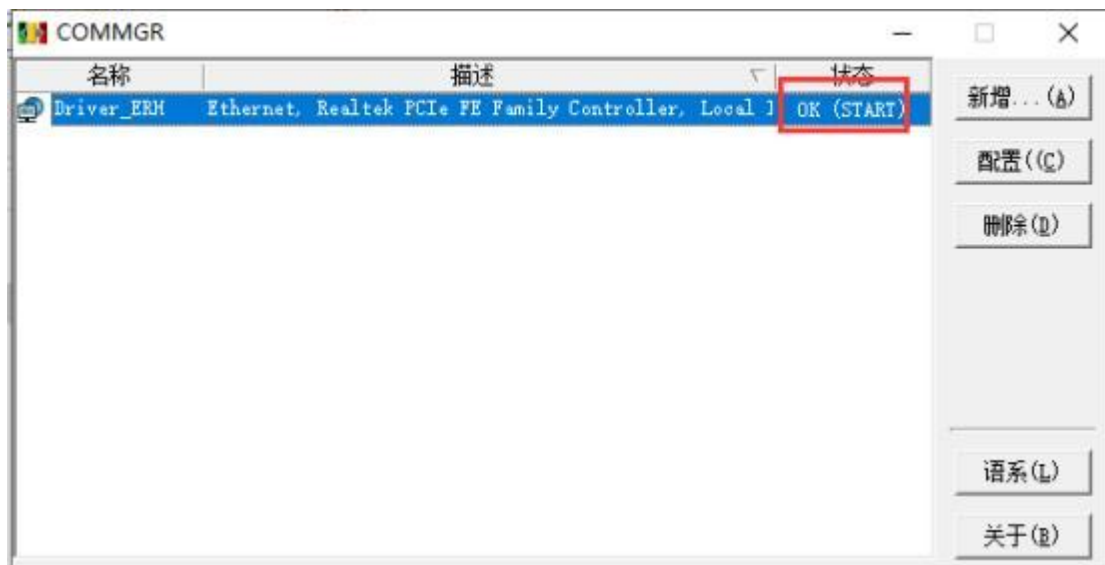 COMMGR
名称 描述 状态
Driver_ERM Ethernet, Realtek PCIe FE Family Controller, Local OK (START)
新增...(A)
配置((C)
删除(D)
语系(L)
关于(B)